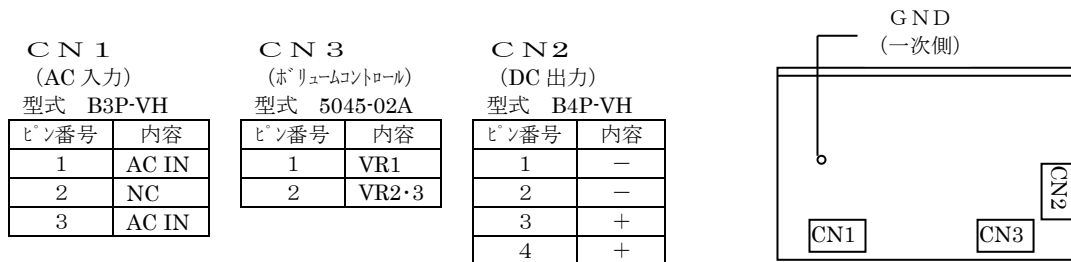 ＣＮ１
(AC 入力)
型式 B3P-VH
ﾋﾟﾝ番号 内容
1 AC IN
2 NC
3 AC IN
ＣＮ３
(ﾎﾞﾘｭｰﾑｺﾝﾄﾛｰﾙ)
型式 5045-02A
ﾋﾟﾝ番号 内容
1 VR1
2 VR2･3
ＣＮ2
(DC 出力)
型式 B4P-VH
ﾋﾟﾝ番号 内容
1 －
2 －
3 ＋
4 ＋
ＧＮＤ
(一次側)
CN2
CN1
CN3